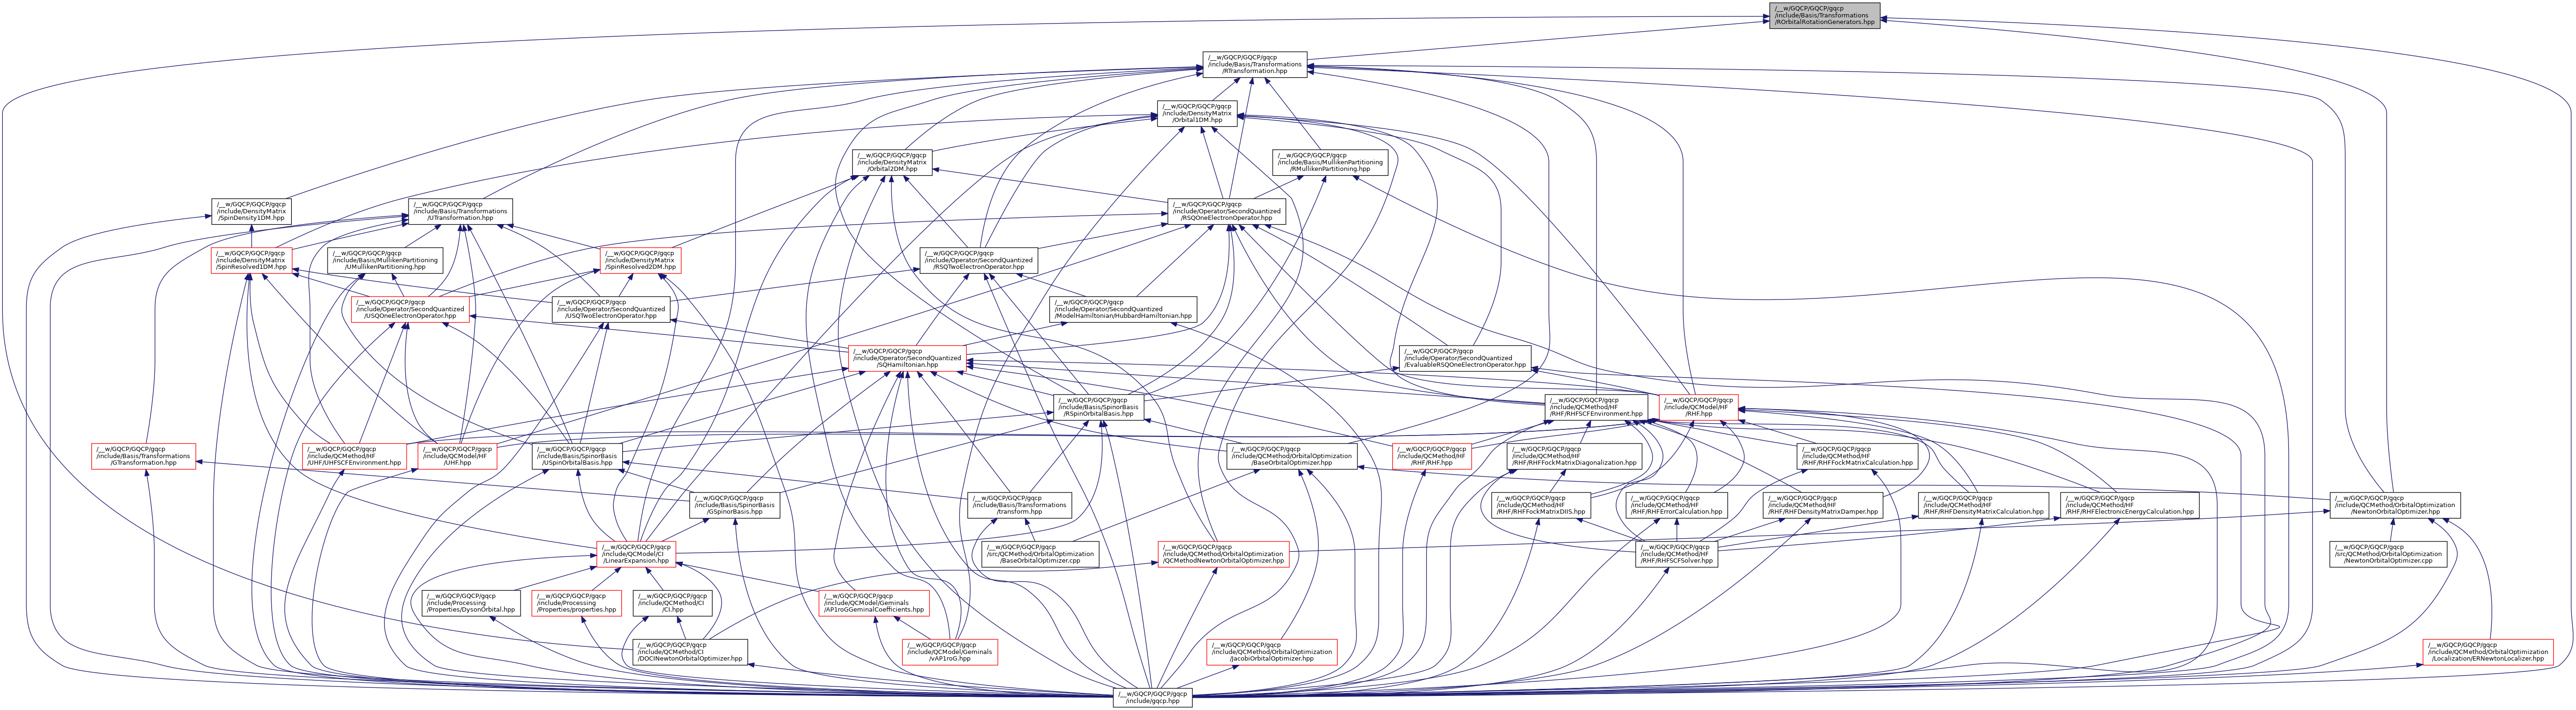 /__w/GQCP/GQCP/gqcp
/include/Basis/Transformations
/ROrbitalRotationGenerators.hpp
/__w/GQCP/GQCP/gqcp
/include/Basis/Transformations
/RTransformation.hpp
/__w/GQCP/GQCP/gqcp
/include/DensityMatrix
/Orbital1DM.hpp
/__w/GQCP/GQCP/gqcp
/include/DensityMatrix
/Orbital2DM.hpp
/__w/GQCP/GQCP/gqcp
/include/Basis/MullikenPartitioning
/RMullikenPartitioning.hpp
/__w/GQCP/GQCP/gqcp
/include/DensityMatrix
/SpinDensity1DM.hpp
/__w/GQCP/GQCP/gqcp
/include/Basis/Transformations
/UTransformation.hpp
/__w/GQCP/GQCP/gqcp
/include/Operator/SecondQuantized
/RSQOneElectronOperator.hpp
/__w/GQCP/GQCP/gqcp
/include/DensityMatrix
/SpinResolved1DM.hpp
/__w/GQCP/GQCP/gqcp
/include/Basis/MullikenPartitioning
/UMullikenPartitioning.hpp
/__w/GQCP/GQCP/gqcp
/include/DensityMatrix
/SpinResolved2DM.hpp
/__w/GQCP/GQCP/gqcp
/include/Operator/SecondQuantized
/RSQTwoElectronOperator.hpp
/__w/GQCP/GQCP/gqcp
/include/Operator/SecondQuantized
/USQOneElectronOperator.hpp
/__w/GQCP/GQCP/gqcp
/include/Operator/SecondQuantized
/USQTwoElectronOperator.hpp
/__w/GQCP/GQCP/gqcp
/include/Operator/SecondQuantized
/ModelHamiltonian/HubbardHamiltonian.hpp
/__w/GQCP/GQCP/gqcp
/include/Operator/SecondQuantized
/SQHamiltonian.hpp
/__w/GQCP/GQCP/gqcp
/include/Operator/SecondQuantized
/EvaluableRSQOneElectronOperator.hpp
/__w/GQCP/GQCP/gqcp
/include/Basis/SpinorBasis
/RSpinOrbitalBasis.hpp
/__w/GQCP/GQCP/gqcp
/include/QCMethod/HF
/RHF/RHFSCFEnvironment.hpp
/__w/GQCP/GQCP/gqcp
/include/QCModel/HF
/RHF.hpp
/__w/GQCP/GQCP/gqcp
/include/Basis/Transformations
/GTransformation.hpp
/__w/GQCP/GQCP/gqcp
/include/QCMethod/HF
/UHF/UHFSCFEnvironment.hpp
/__w/GQCP/GQCP/gqcp
/include/QCModel/HF
/UHF.hpp
/__w/GQCP/GQCP/gqcp
/include/Basis/SpinorBasis
/USpinOrbitalBasis.hpp
/__w/GQCP/GQCP/gqcp
/include/QCMethod/OrbitalOptimization
/BaseOrbitalOptimizer.hpp
/__w/GQCP/GQCP/gqcp
/include/QCMethod/HF
/RHF/RHF.hpp
/__w/GQCP/GQCP/gqcp
/include/QCMethod/HF
/RHF/RHFFockMatrixDiagonalization.hpp
/__w/GQCP/GQCP/gqcp
/include/QCMethod/HF
/RHF/RHFFockMatrixCalculation.hpp
/__w/GQCP/GQCP/gqcp
/include/Basis/SpinorBasis
/GSpinorBasis.hpp
/__w/GQCP/GQCP/gqcp
/include/Basis/Transformations
/transform.hpp
/__w/GQCP/GQCP/gqcp
/include/QCMethod/HF
/RHF/RHFFockMatrixDIIS.hpp
/__w/GQCP/GQCP/gqcp
/include/QCMethod/HF
/RHF/RHFErrorCalculation.hpp
/__w/GQCP/GQCP/gqcp
/include/QCMethod/HF
/RHF/RHFDensityMatrixDamper.hpp
/__w/GQCP/GQCP/gqcp
/include/QCMethod/HF
/RHF/RHFDensityMatrixCalculation.hpp
/__w/GQCP/GQCP/gqcp
/include/QCMethod/HF
/RHF/RHFElectronicEnergyCalculation.hpp
/__w/GQCP/GQCP/gqcp
/include/QCMethod/OrbitalOptimization
/NewtonOrbitalOptimizer.hpp
/__w/GQCP/GQCP/gqcp
/include/QCModel/CI
/LinearExpansion.hpp
/__w/GQCP/GQCP/gqcp
/src/QCMethod/OrbitalOptimization
/BaseOrbitalOptimizer.cpp
/__w/GQCP/GQCP/gqcp
/include/QCMethod/OrbitalOptimization
/QCMethodNewtonOrbitalOptimizer.hpp
/__w/GQCP/GQCP/gqcp
/include/QCMethod/HF
/RHF/RHFSCFSolver.hpp
/__w/GQCP/GQCP/gqcp
/src/QCMethod/OrbitalOptimization
/NewtonOrbitalOptimizer.cpp
/__w/GQCP/GQCP/gqcp
/include/Processing
/Properties/DysonOrbital.hpp
/__w/GQCP/GQCP/gqcp
/include/Processing
/Properties/properties.hpp
/__w/GQCP/GQCP/gqcp
/include/QCMethod/CI
/CI.hpp
/__w/GQCP/GQCP/gqcp
/include/QCModel/Geminals
/AP1roGGeminalCoefficients.hpp
/__w/GQCP/GQCP/gqcp
/include/QCMethod/CI
/DOCINewtonOrbitalOptimizer.hpp
/__w/GQCP/GQCP/gqcp
/include/QCModel/Geminals
/vAP1roG.hpp
/__w/GQCP/GQCP/gqcp
/include/QCMethod/OrbitalOptimization
/JacobiOrbitalOptimizer.hpp
/__w/GQCP/GQCP/gqcp
/include/QCMethod/OrbitalOptimization
/Localization/ERNewtonLocalizer.hpp
/__w/GQCP/GQCP/gqcp
/include/gqcp.hpp